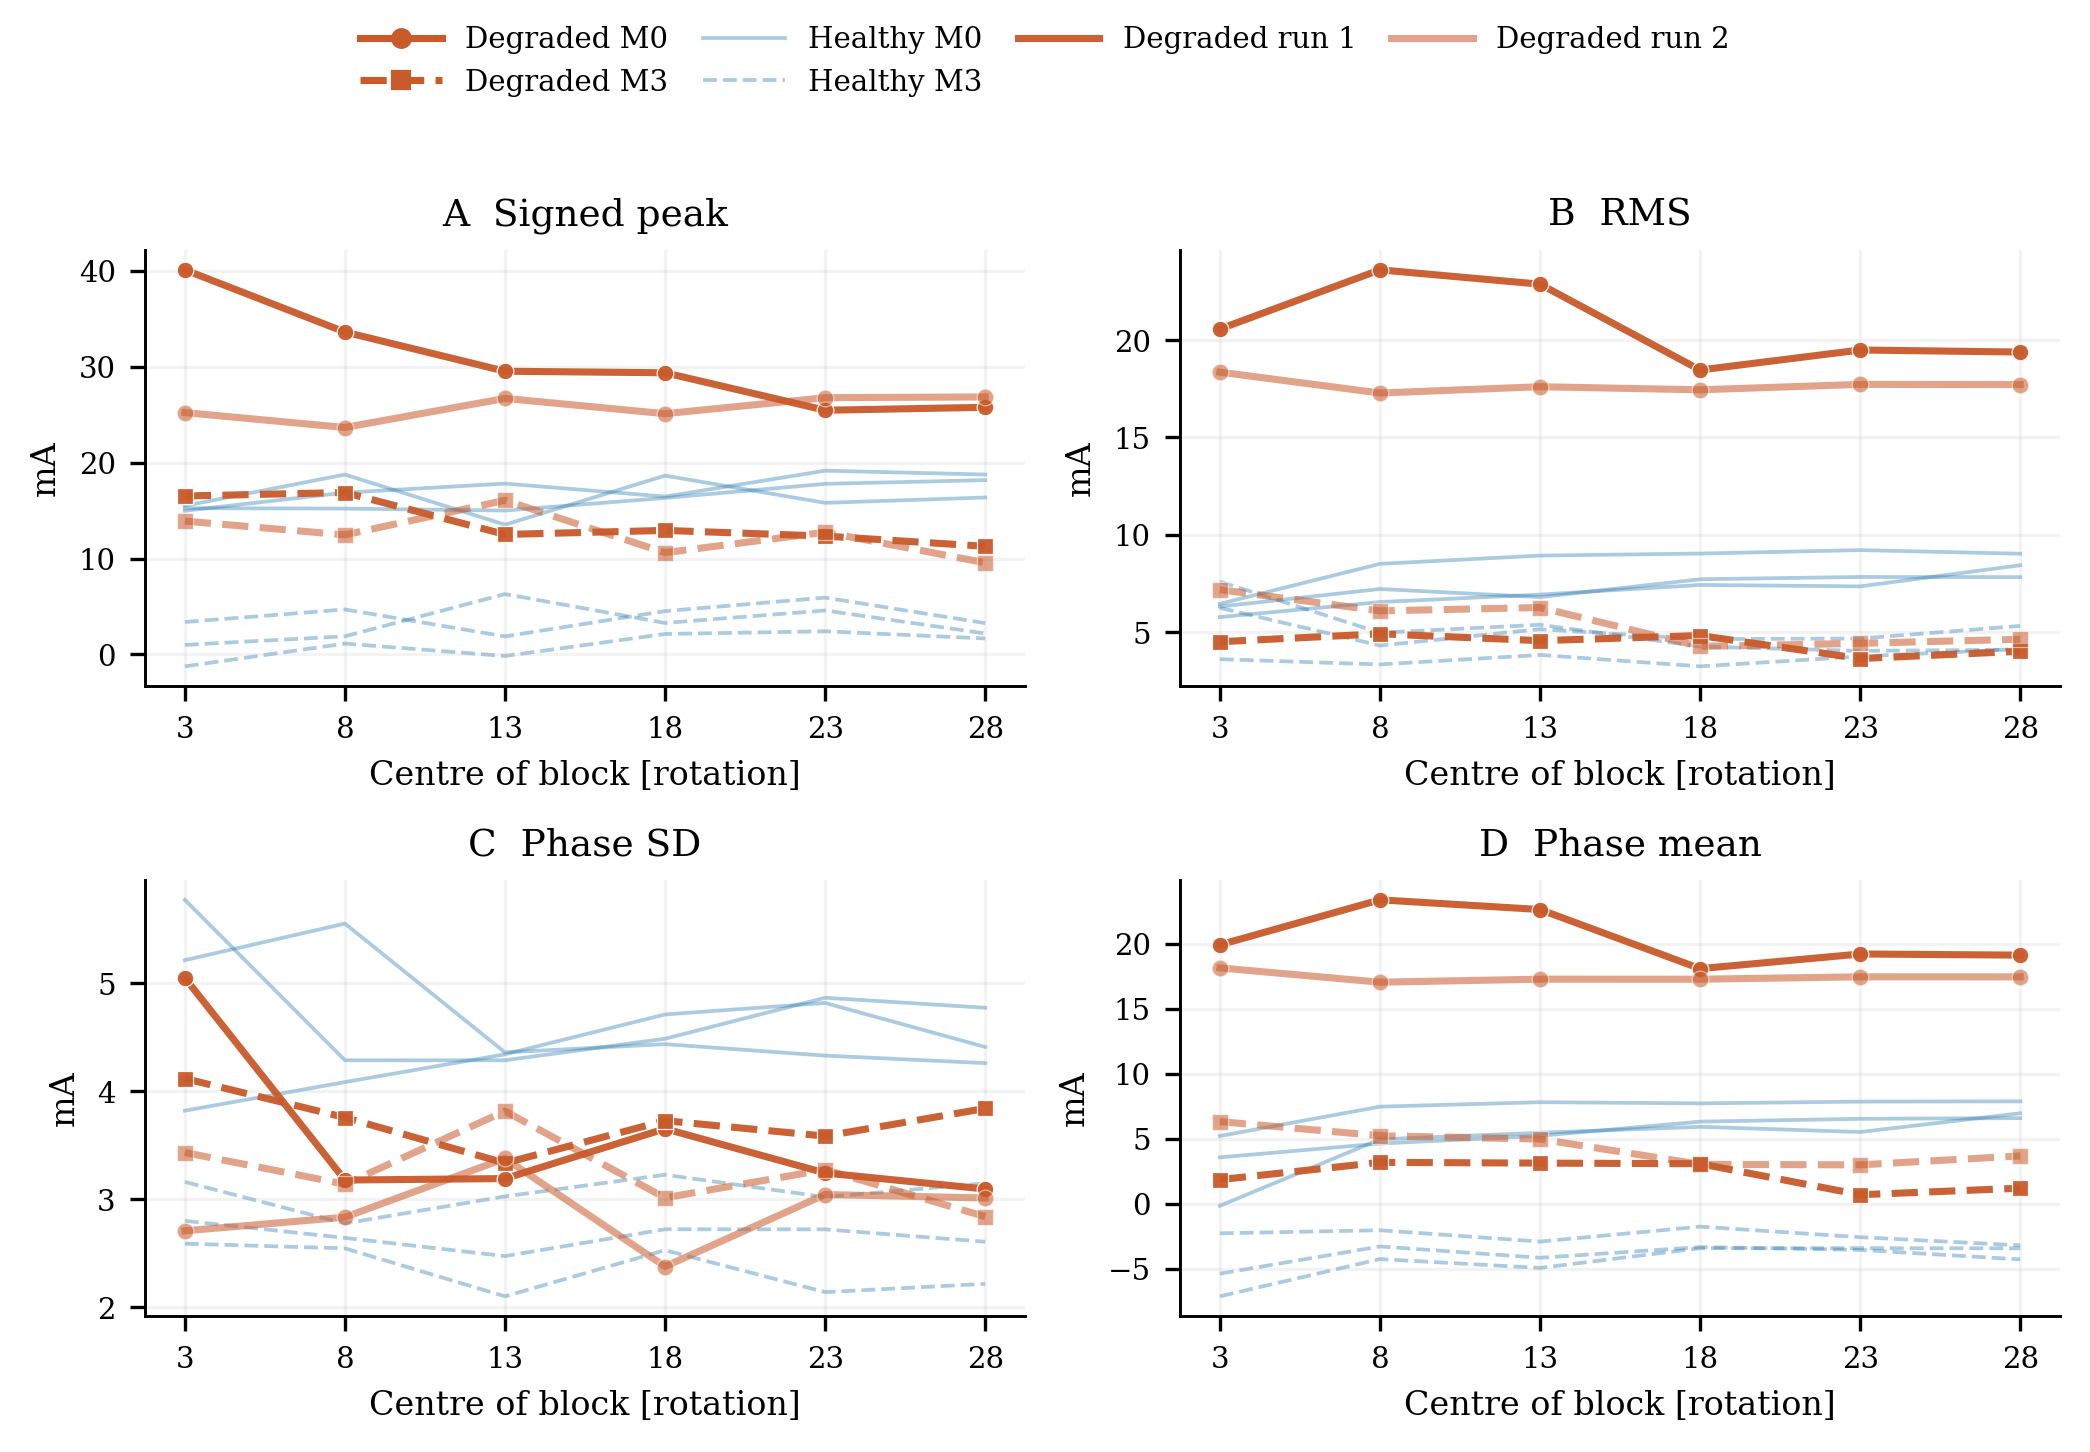 Degraded M0 Healthy M0 Degraded run 1 Degraded run 2
Degraded M3 Healthy M3
A Signed peak
40
30
20
10
0
mA
3 8 13 18 23 28
Centre of block [rotation]
B RMS
20
15
10
5
mA
3 8 13 18 23 28
Centre of block [rotation]
C Phase SD
5
4
3
2
mA
3 8 13 18 23 28
Centre of block [rotation]
D Phase mean
20
15
10
5
0
−5
mA
3 8 13 18 23 28
Centre of block [rotation]